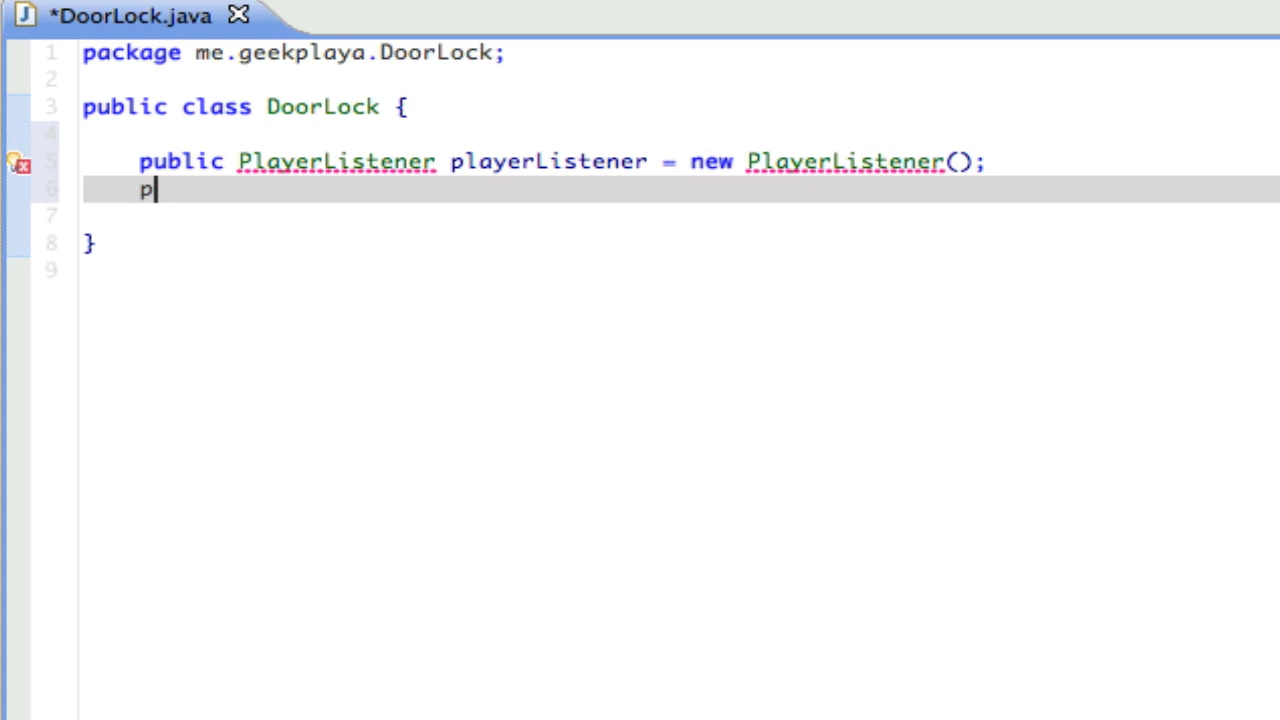 *DoorLock.java
1 package me.geekplaya.DoorLock;
2
3 public class DoorLock {
4
5 public PlayerListener playerListener = new PlayerListener();
6 p
7
8 }
9